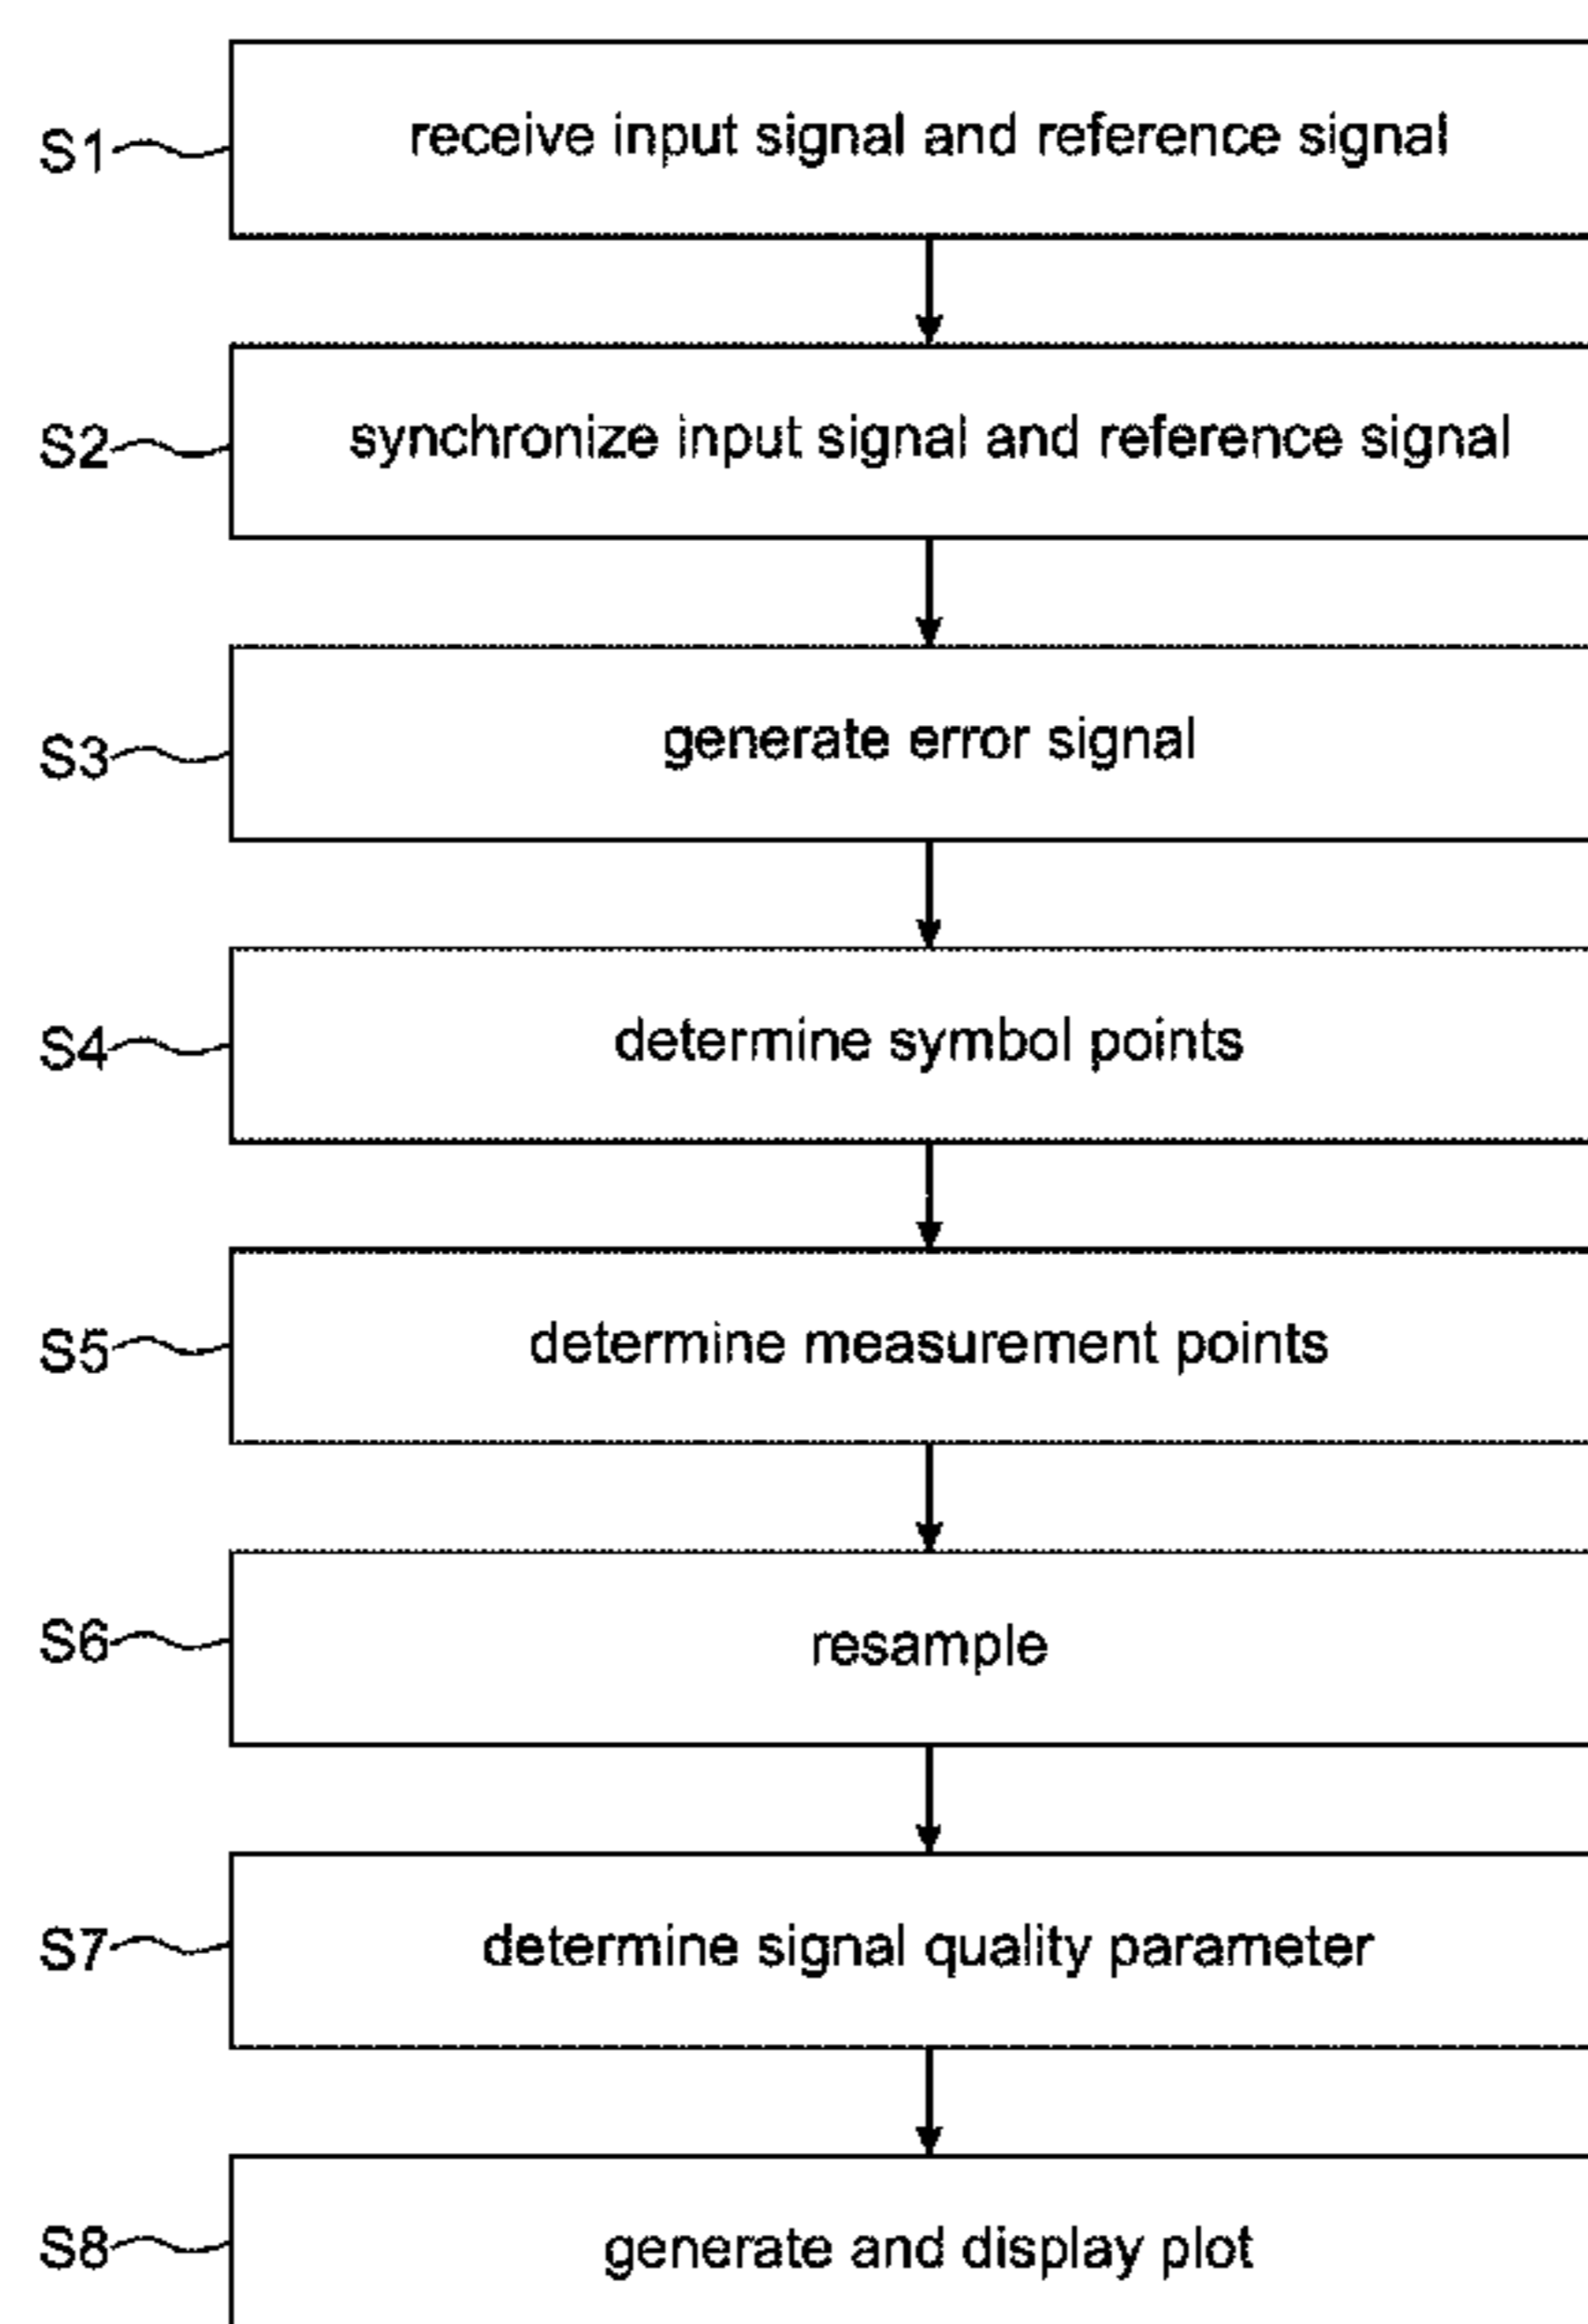 S1 receive input signal and reference signal
S2 synchronize input signal and reference signal
S3 generate error signal
S4 determine symbol points
S5 determine measurement points
S6 resample
S7 determine signal quality parameter
S8 generate and display plot